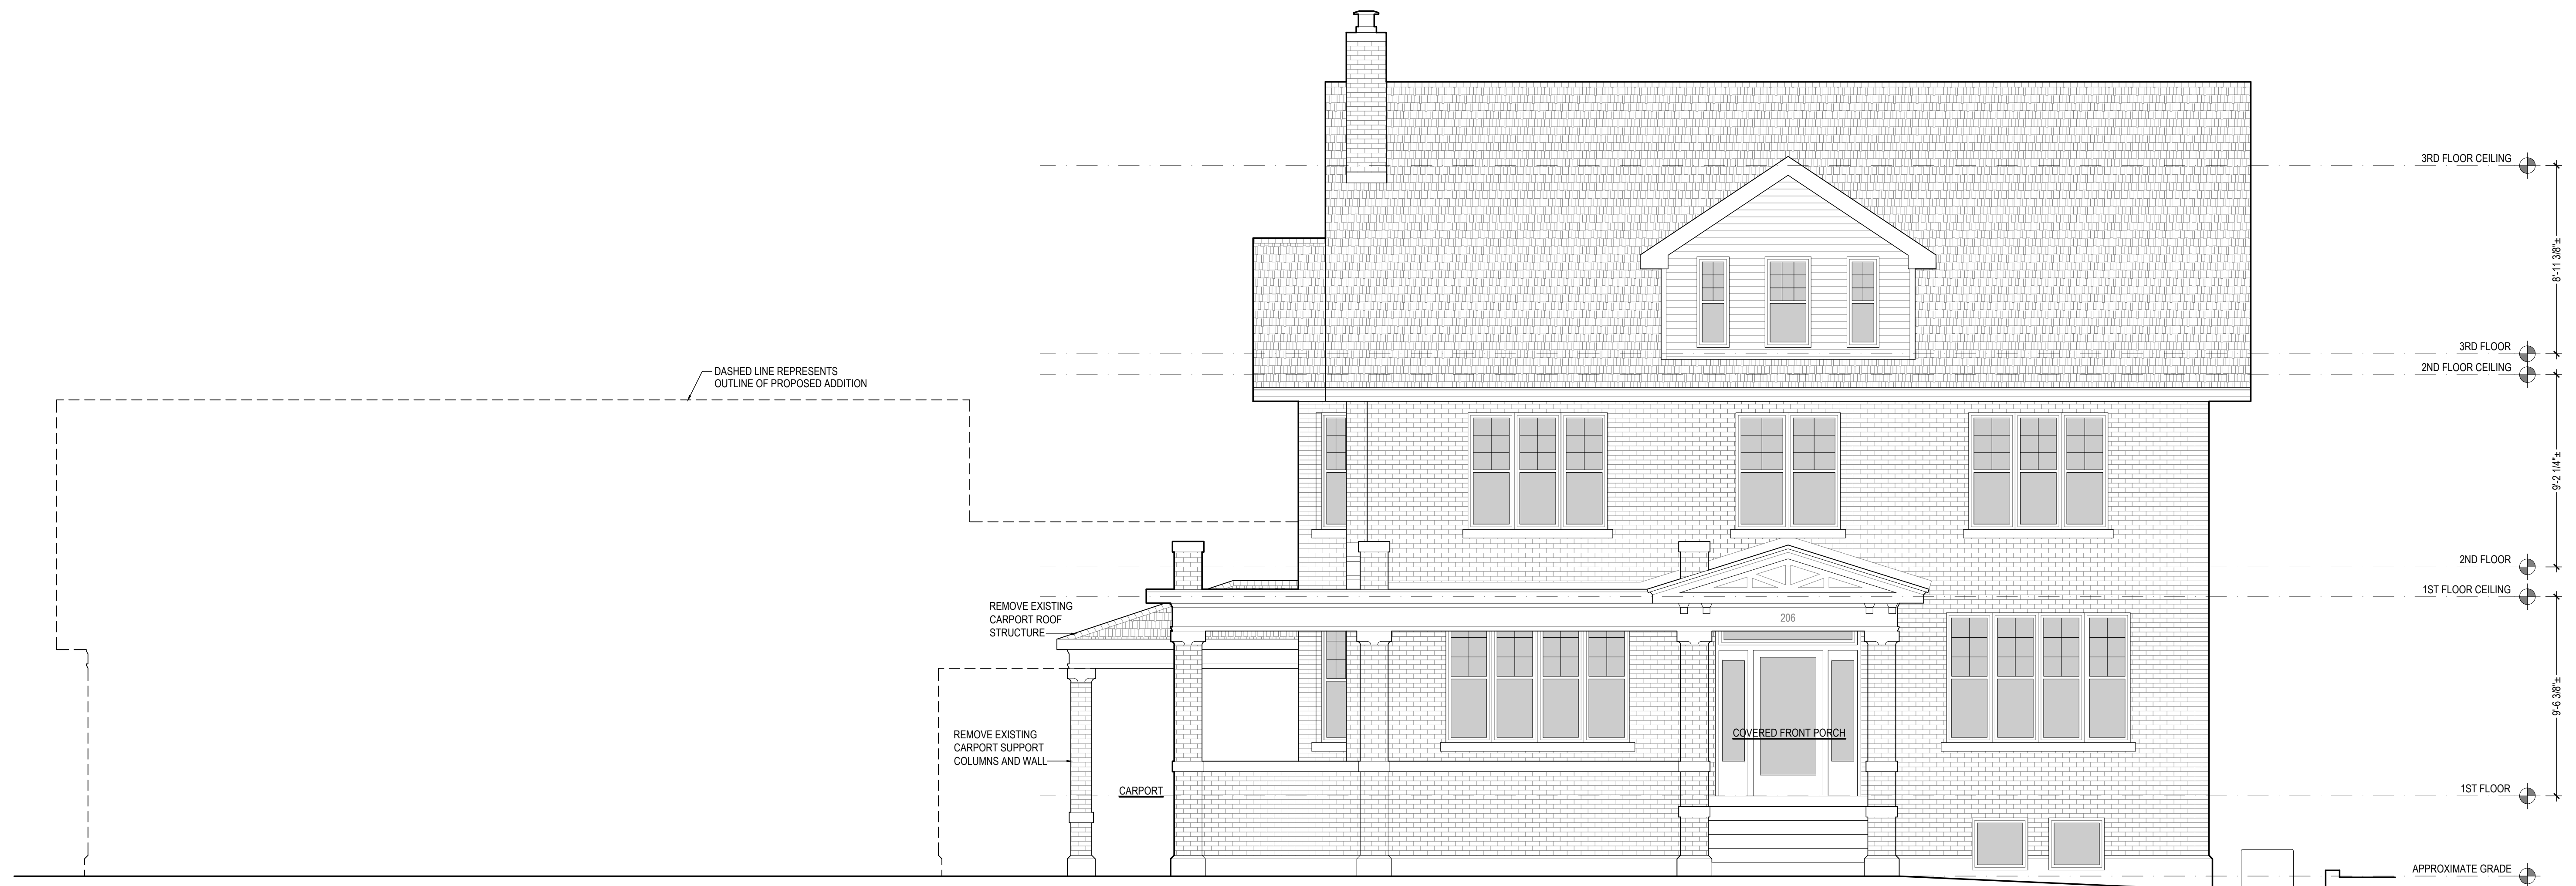 3RD FLOOR CEILING
8'-11 3/8"±
3RD FLOOR
2ND FLOOR CEILING
DASHED LINE REPRESENTS
OUTLINE OF PROPOSED ADDITION
9'-2 1/4"±
2ND FLOOR
1ST FLOOR CEILING
REMOVE EXISTING
CARPORT ROOF
STRUCTURE
206
9'-6 3/8"±
REMOVE EXISTING
CARPORT SUPPORT
COLUMNS AND WALL
COVERED FRONT PORCH
CARPORT
1ST FLOOR
APPROXIMATE GRADE